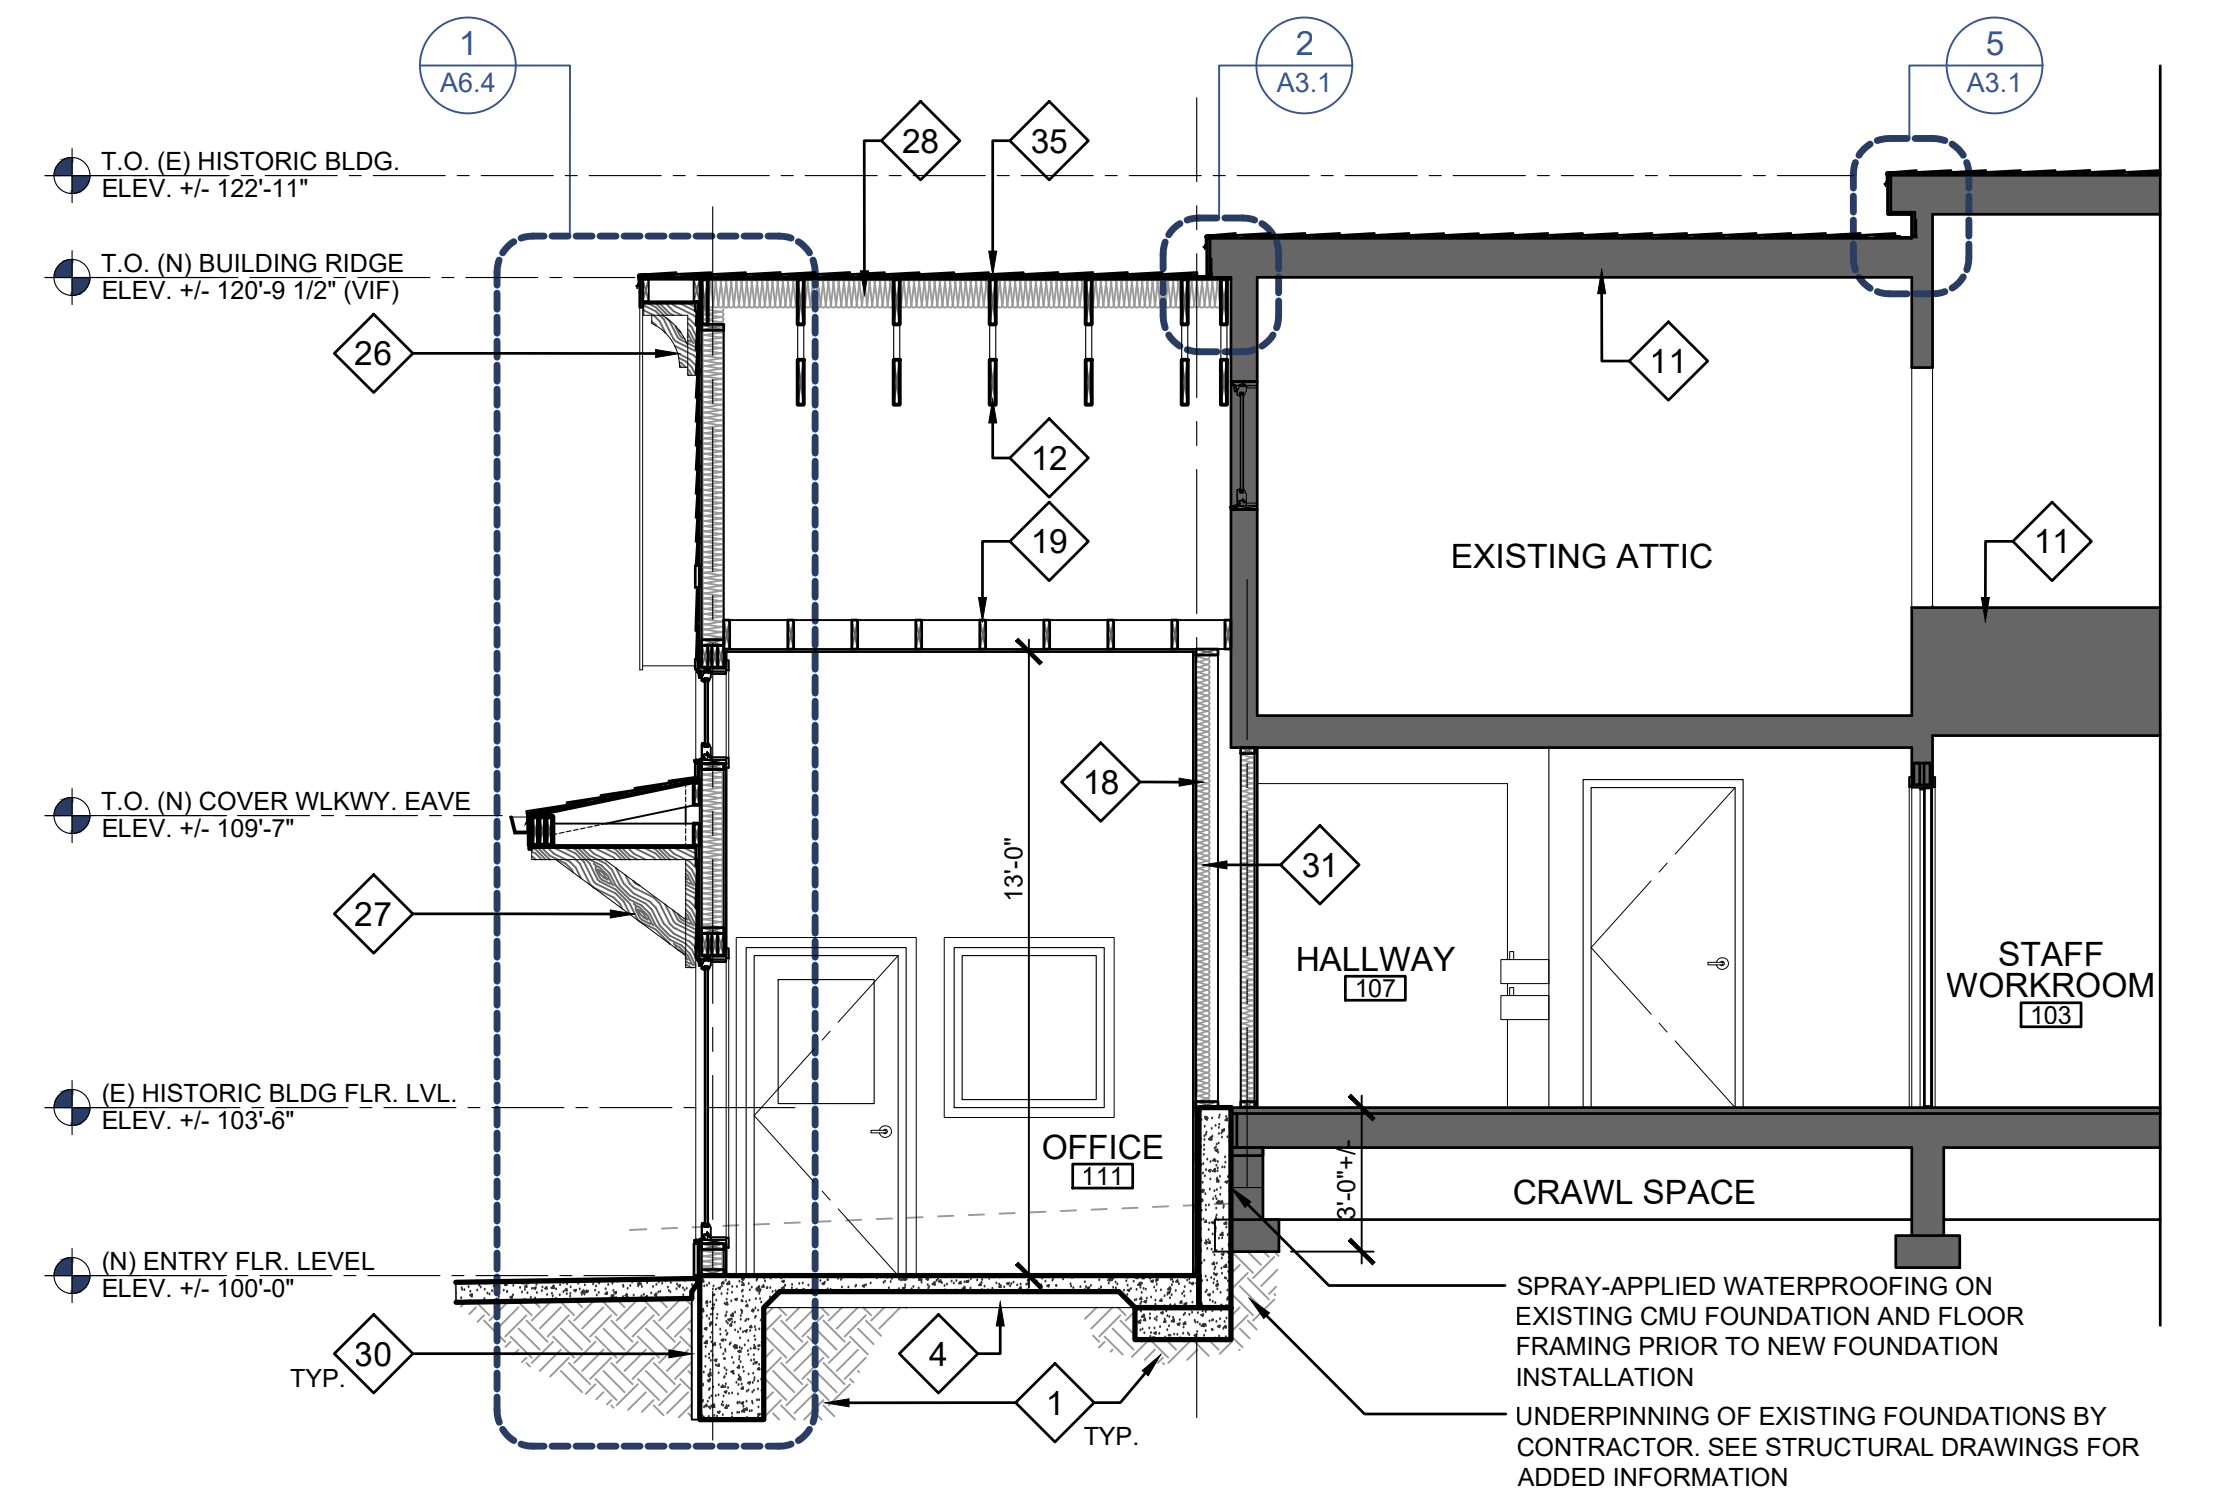 1
A6.4
2
A3.1
5
A3.1
28
35
T.O. (E) HISTORIC BLDG.
ELEV. +/- 122'-11"
T.O. (N) BUILDING RIDGE
ELEV. +/- 120'-9 1/2" (VIF)
26
11
12
19
11
EXISTING ATTIC
18
T.O. (N) COVER WLKWY. EAVE
ELEV. +/- 109'-7"
13'-0"
31
27
HALLWAY
107
STAFF
WORKROOM
103
(E) HISTORIC BLDG FLR. LVL.
ELEV. +/- 103'-6"
OFFICE
111
3'-0"+/-
CRAWL SPACE
(N) ENTRY FLR. LEVEL
ELEV. +/- 100'-0"
30
TYP.
4
1
TYP.
SPRAY-APPLIED WATERPROOFING ON
EXISTING CMU FOUNDATION AND FLOOR
FRAMING PRIOR TO NEW FOUNDATION
INSTALLATION
UNDERPINNING OF EXISTING FOUNDATIONS BY
CONTRACTOR. SEE STRUCTURAL DRAWINGS FOR
ADDED INFORMATION